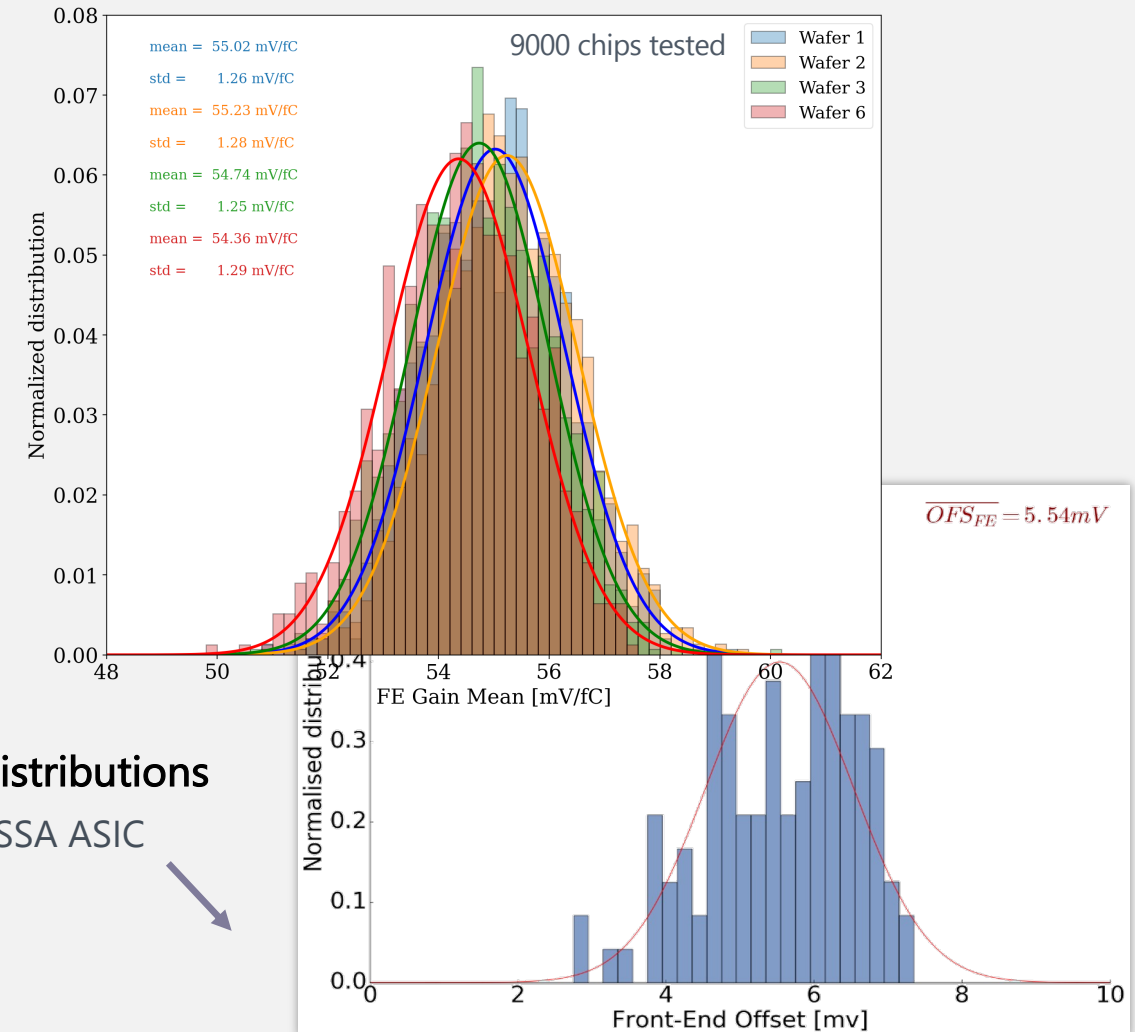 0.08
0.07
0.06
0.05
0.04
0.03
0.02
0.01
0.00
Normalized distribution
mean = 55.02 mV/fC
std = 1.26 mV/fC
mean = 55.23 mV/fC
std = 1.28 mV/fC
mean = 54.74 mV/fC
std = 1.25 mV/fC
mean = 54.36 mV/fC
std = 1.29 mV/fC
9000 chips tested
Wafer 1
Wafer 2
Wafer 3
Wafer 6
48 50 52 54 56 58 60 62
FE Gain Mean [mV/fC]
istributions
SSA ASIC
OFS_FE = 5.54mV
0.4
0.3
0.2
0.1
0.0
Normalised distribu
0 2 4 6 8 10
Front-End Offset [mv]